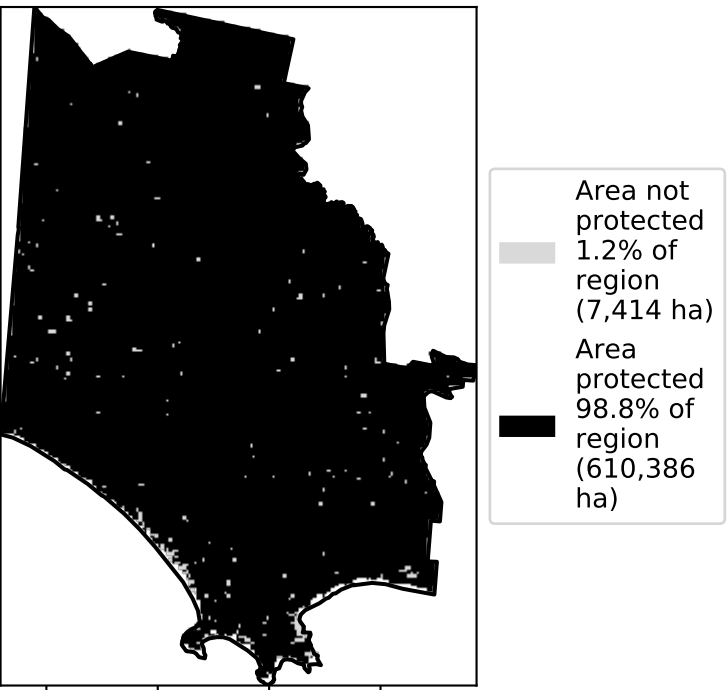 Area not
protected
1.2% of
region
(7,414 ha)
Area
protected
98.8% of
region
(610,386
ha)